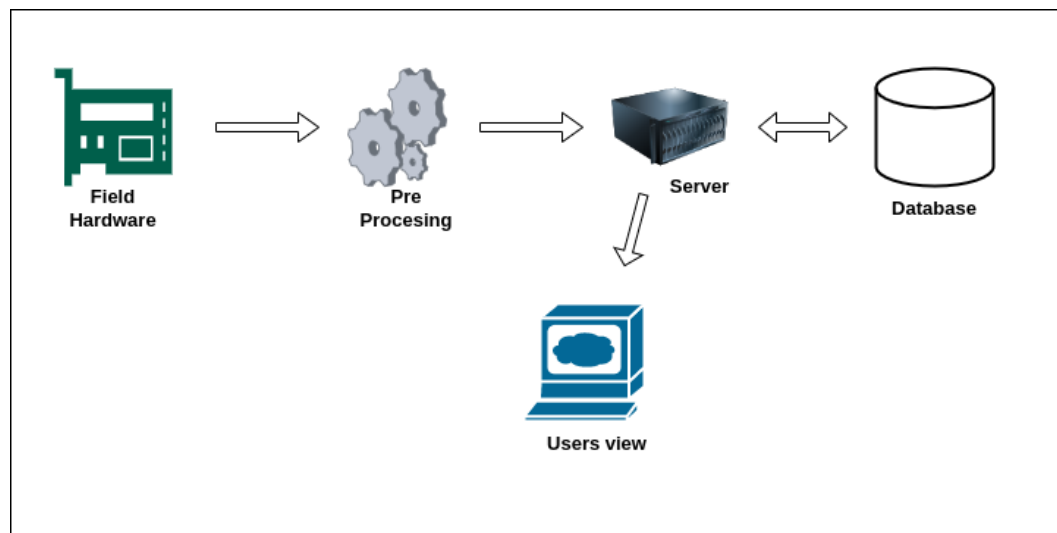 Field
Hardware
Pre
Procesing
Server
Database
Users view